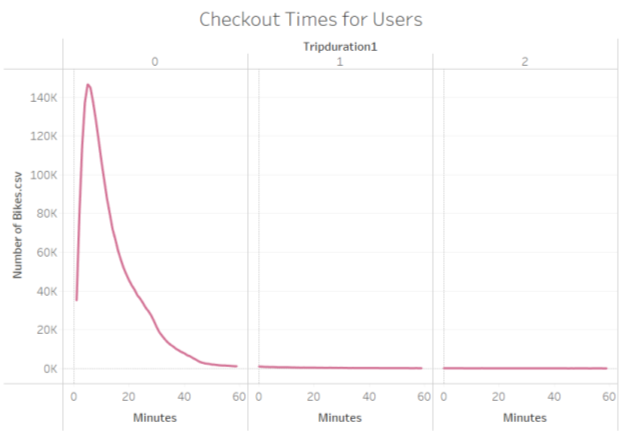 Checkout Times for Users
Tripduration1
0 1 2
Number of Bikes.csv
140K
120K
100K
80K
60K
40K
20K
0K
0 20 40 60 0 20 40 60 0 20 40 60
Minutes Minutes Minutes